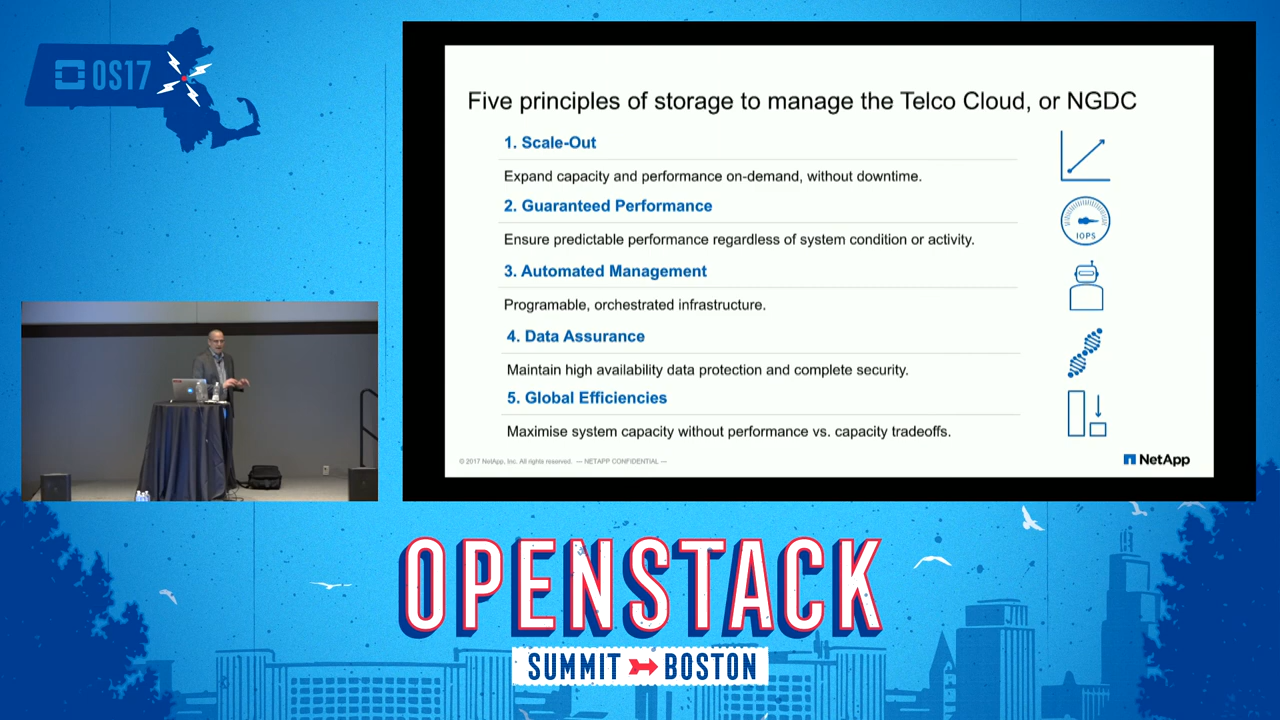 OS17
Five principles of storage to manage the Telco Cloud, or NGDC
1. Scale-Out
Expand capacity and performance on-demand, without downtime.
2. Guaranteed Performance
Ensure predictable performance regardless of system condition or activity.
IOPS
3. Automated Management
Programable, orchestrated infrastructure.
4. Data Assurance
Maintain high availability data protection and complete security.
5. Global Efficiencies
Maximise system capacity without performance vs. capacity tradeoffs.
© 2017 NetApp, Inc. All rights reserved. — NETAPP CONFIDENTIAL —
NetApp
OPENSTACK
SUMMIT BOSTON